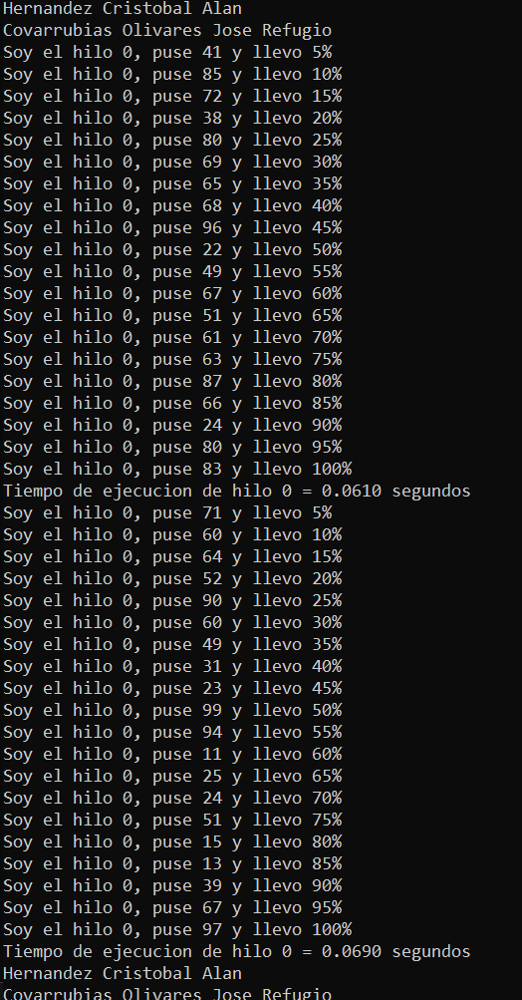 Hernandez Cristobal Alan
Covarrubias Olivares Jose Refugio
Soy el hilo 0, puse 41 y llevo 5%
Soy el hilo 0, puse 85 y llevo 10%
Soy el hilo 0, puse 72 y llevo 15%
Soy el hilo 0, puse 38 y llevo 20%
Soy el hilo 0, puse 80 y llevo 25%
Soy el hilo 0, puse 69 y llevo 30%
Soy el hilo 0, puse 65 y llevo 35%
Soy el hilo 0, puse 68 y llevo 40%
Soy el hilo 0, puse 96 y llevo 45%
Soy el hilo 0, puse 22 y llevo 50%
Soy el hilo 0, puse 49 y llevo 55%
Soy el hilo 0, puse 67 y llevo 60%
Soy el hilo 0, puse 51 y llevo 65%
Soy el hilo 0, puse 61 y llevo 70%
Soy el hilo 0, puse 63 y llevo 75%
Soy el hilo 0, puse 87 y llevo 80%
Soy el hilo 0, puse 66 y llevo 85%
Soy el hilo 0, puse 24 y llevo 90%
Soy el hilo 0, puse 80 y llevo 95%
Soy el hilo 0, puse 83 y llevo 100%
Tiempo de ejecucion de hilo 0 = 0.0610 segundos
Soy el hilo 0, puse 71 y llevo 5%
Soy el hilo 0, puse 60 y llevo 10%
Soy el hilo 0, puse 64 y llevo 15%
Soy el hilo 0, puse 52 y llevo 20%
Soy el hilo 0, puse 90 y llevo 25%
Soy el hilo 0, puse 60 y llevo 30%
Soy el hilo 0, puse 49 y llevo 35%
Soy el hilo 0, puse 31 y llevo 40%
Soy el hilo 0, puse 23 y llevo 45%
Soy el hilo 0, puse 99 y llevo 50%
Soy el hilo 0, puse 94 y llevo 55%
Soy el hilo 0, puse 11 y llevo 60%
Soy el hilo 0, puse 25 y llevo 65%
Soy el hilo 0, puse 24 y llevo 70%
Soy el hilo 0, puse 51 y llevo 75%
Soy el hilo 0, puse 15 y llevo 80%
Soy el hilo 0, puse 13 y llevo 85%
Soy el hilo 0, puse 39 y llevo 90%
Soy el hilo 0, puse 67 y llevo 95%
Soy el hilo 0, puse 97 y llevo 100%
Tiempo de ejecucion de hilo 0 = 0.0690 segundos
Hernandez Cristobal Alan
Covarrubias Olivares Jose Refugio